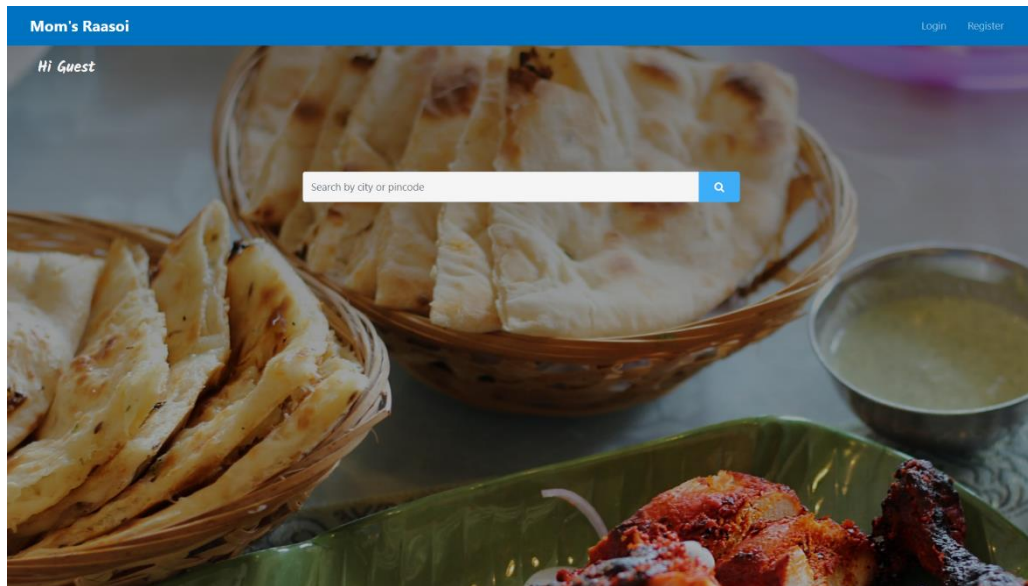 Mom's Raasoi
Login
Register
Hi Guest
Search by city or pincode